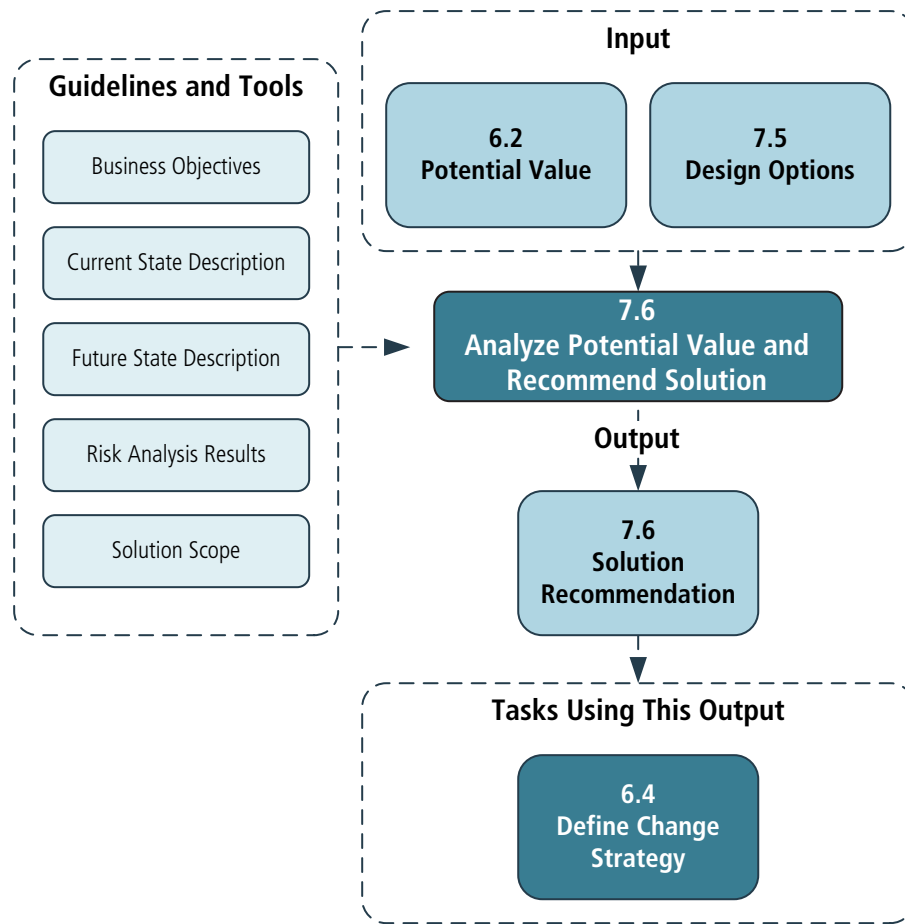 Guidelines and Tools
Business Objectives
Current State Description
Future State Description
Risk Analysis Results
Solution Scope
Input
6.2
Potential Value
7.5
Design Options
7.6
Analyze Potential Value and
Recommend Solution
Output
7.6
Solution
Recommendation
Tasks Using This Output
6.4
Define Change
Strategy